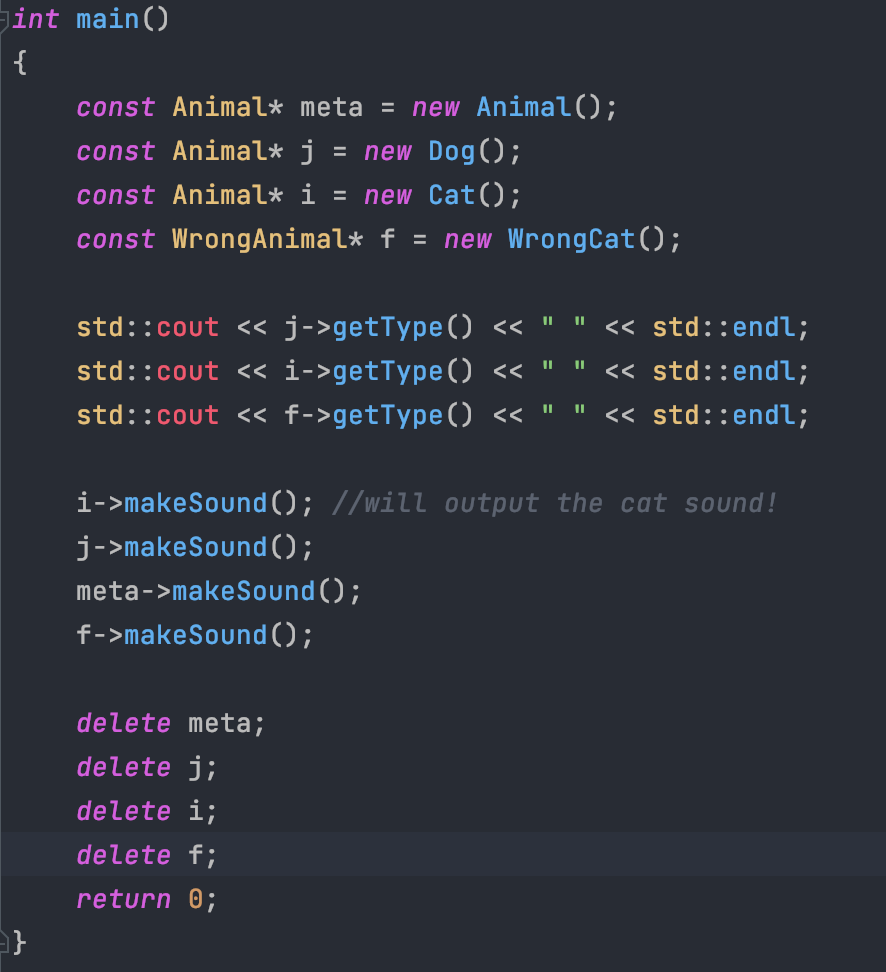 int main()
{
const Animal* meta = new Animal();
const Animal* j = new Dog();
const Animal* i = new Cat();
const WrongAnimal* f = new WrongCat();
std::cout << j->getType() << " " << std::endl;
std::cout << i->getType() << " " << std::endl;
std::cout << f->getType() << " " << std::endl;
i->makeSound(); //will output the cat sound!
j->makeSound();
meta->makeSound();
f->makeSound();
delete meta;
delete j;
delete i;
delete f;
return 0;
}